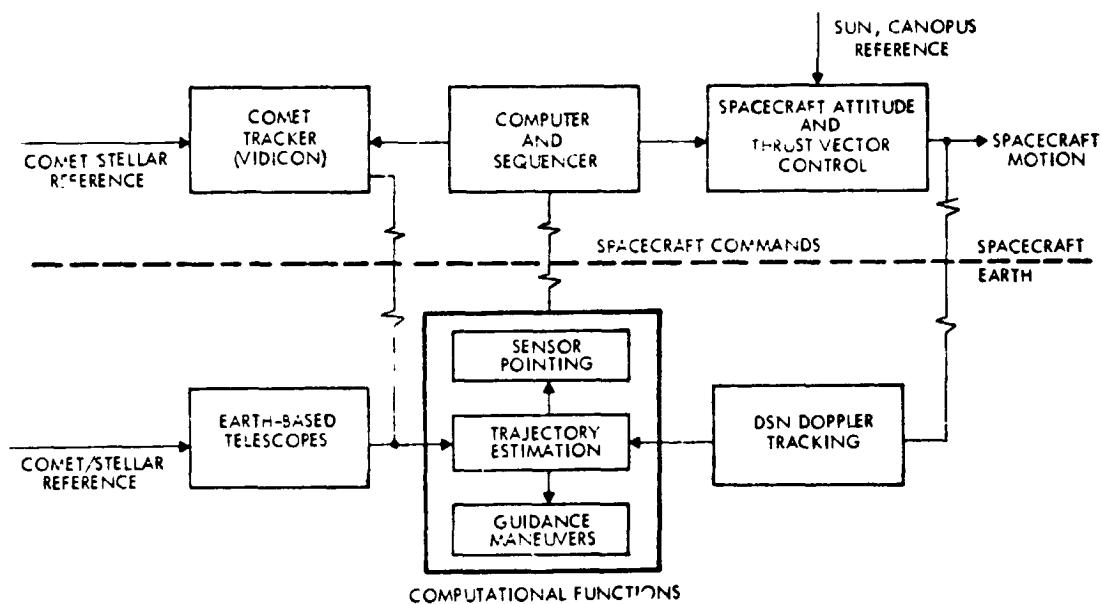 SUN, CANOPUS
REFERENCE
COMET
TRACKER
(VIDICON)
COMPUTER
AND
SEQUENCER
SPACECRAFT ATTITUDE
AND
THRUST VECTOR
CONTROL
COMET STELLAR
REFERENCE
SPACECRAFT
MOTION
SPACECRAFT COMMANDS
SPACECRAFT
EARTH
SENSOR
POINTING
EARTH-BASED
TELESCOPES
TRAJECTORY
ESTIMATION
DSN DOPPLER
TRACKING
COMET/STELLAR
REFERENCE
GUIDANCE
MANEUVERS
COMPUTATIONAL FUNCTIONS